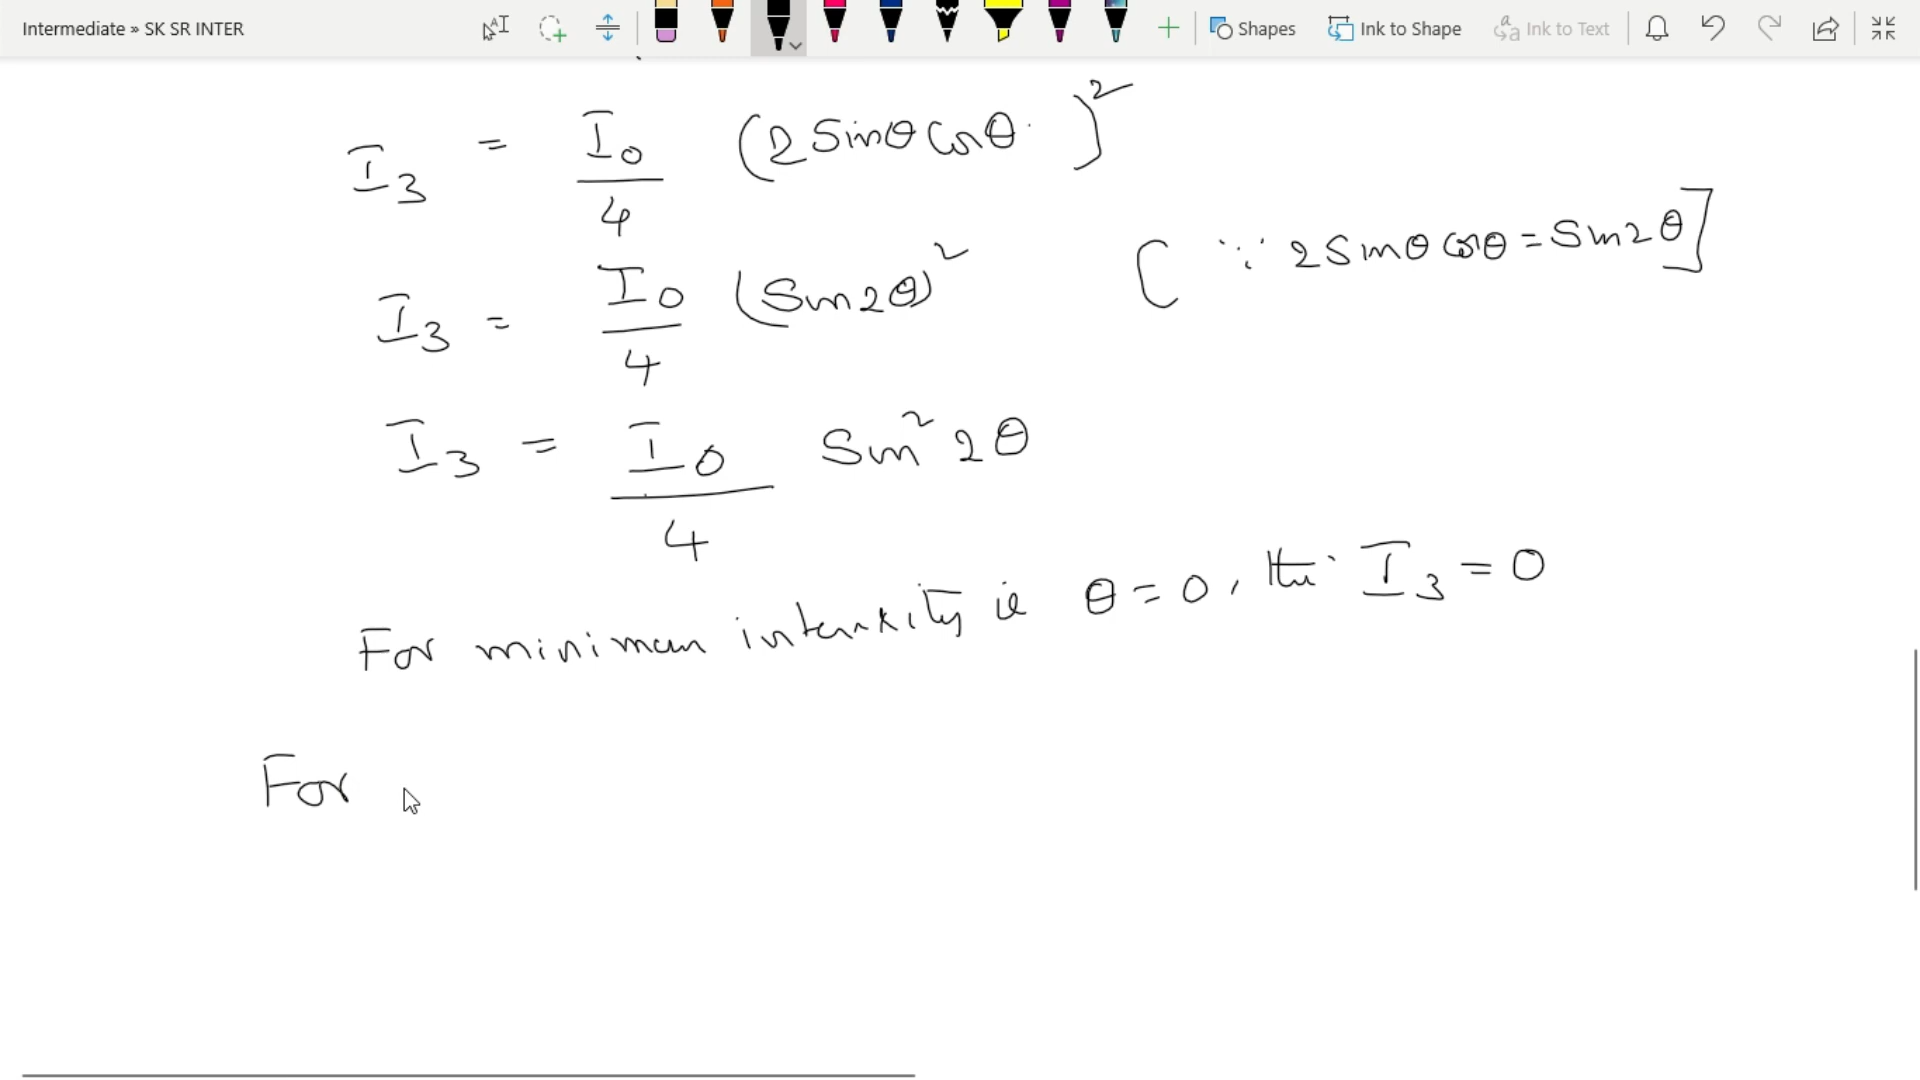 Intermediate » SK SR INTER
Shapes
Ink to Shape
Ink to Text
I₃ = I₀/4 (2 Sinθ Cosθ)²
I₃ = I₀/4 (Sin2θ)² [∵ 2 Sinθ Cosθ = Sin2θ]
I₃ = I₀/4 Sin²2θ
For minimum intensity ie θ = 0, the I₃ = 0
For